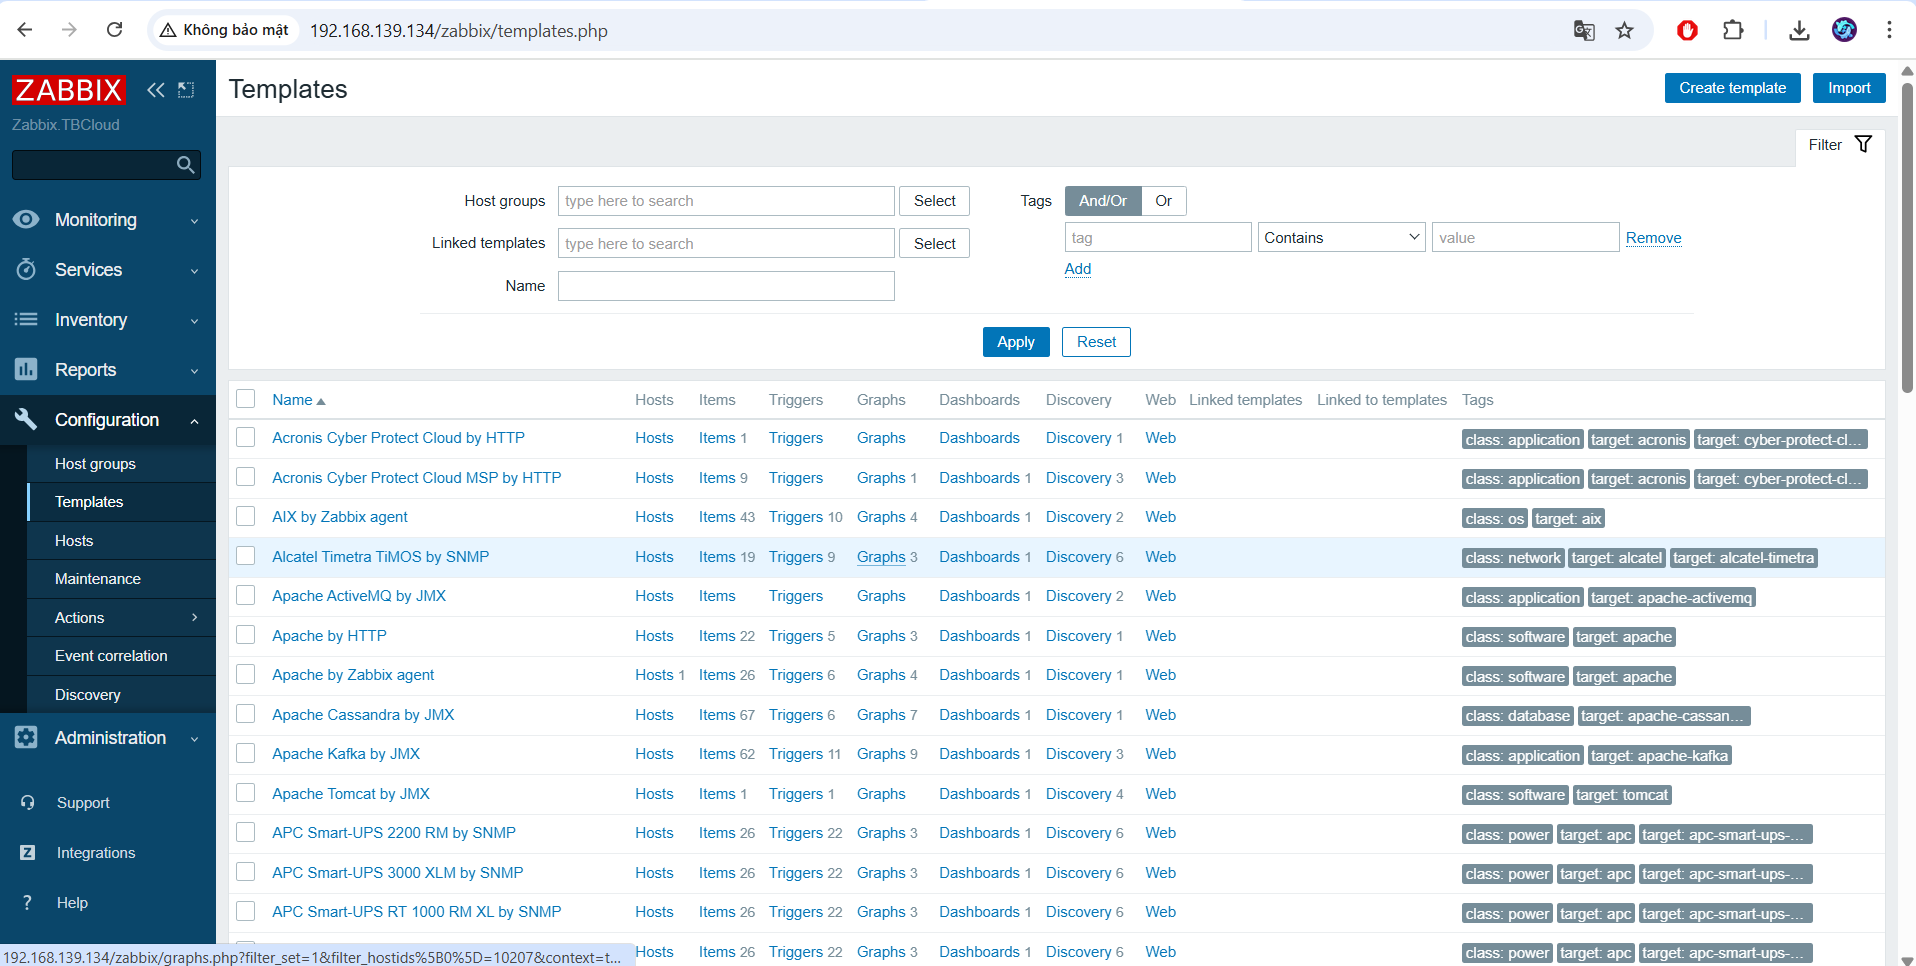 Không bảo mật 192.168.139.134/zabbix/templates.php
ZABBIX
Zabbix.TBCloud
Monitoring
Services
Inventory
Reports
Configuration
Host groups
Templates
Hosts
Maintenance
Actions
Event correlation
Discovery
Administration
Support
Integrations
Help
Templates Create template Import
Filter
Host groups type here to search Select Tags And/Or Or
Linked templates type here to search Select tag Contains value Remove
Add
Name
Apply Reset
Name Hosts Items Triggers Graphs Dashboards Discovery Web Linked templates Linked to templates Tags
Acronis Cyber Protect Cloud by HTTP Hosts Items 1 Triggers Graphs Dashboards Discovery 1 Web class: application target: acronis target: cyber-protect-cl...
Acronis Cyber Protect Cloud MSP by HTTP Hosts Items 9 Triggers Graphs 1 Dashboards Discovery 3 Web class: application target: acronis target: cyber-protect-cl...
AIX by Zabbix agent Hosts Items 43 Triggers 10 Graphs 4 Dashboards 1 Discovery 2 Web class: os target: aix
Alcatel Timetra TiMOS by SNMP Hosts Items 19 Triggers 9 Graphs 3 Dashboards 1 Discovery 6 Web class: network target: alcatel target: alcatel-timetra
Apache ActiveMQ by JMX Hosts Items Triggers Graphs Dashboards 1 Discovery 2 Web class: application target: apache-activemq
Apache by HTTP Hosts Items 22 Triggers 5 Graphs 3 Dashboards 1 Discovery 1 Web class: software target: apache
Apache by Zabbix agent Hosts 1 Items 26 Triggers 6 Graphs 4 Dashboards 1 Discovery 1 Web class: software target: apache
Apache Cassandra by JMX Hosts Items 67 Triggers 6 Graphs 7 Dashboards 1 Discovery 1 Web class: database target: apache-cassan...
Apache Kafka by JMX Hosts Items 62 Triggers 11 Graphs 9 Dashboards 1 Discovery 3 Web class: application target: apache-kafka
Apache Tomcat by JMX Hosts Items 1 Triggers 1 Graphs Dashboards 1 Discovery 4 Web class: software target: tomcat
APC Smart-UPS 2200 RM by SNMP Hosts Items 26 Triggers 22 Graphs 3 Dashboards 1 Discovery 6 Web class: power target: apc target: apc-smart-ups-...
APC Smart-UPS 3000 XLM by SNMP Hosts Items 26 Triggers 22 Graphs 3 Dashboards 1 Discovery 6 Web class: power target: apc target: apc-smart-ups-...
APC Smart-UPS RT 1000 RM XL by SNMP Hosts Items 26 Triggers 22 Graphs 3 Dashboards 1 Discovery 6 Web class: power target: apc target: apc-smart-ups-...
Hosts Items 26 Triggers 22 Graphs 3 Dashboards 1 Discovery 6 Web class: power target: apc target: apc-smart-ups-...
192.168.139.134/zabbix/graphs.php?filter_set=1&filter_hostids%5B0%5D=10207&context=t...